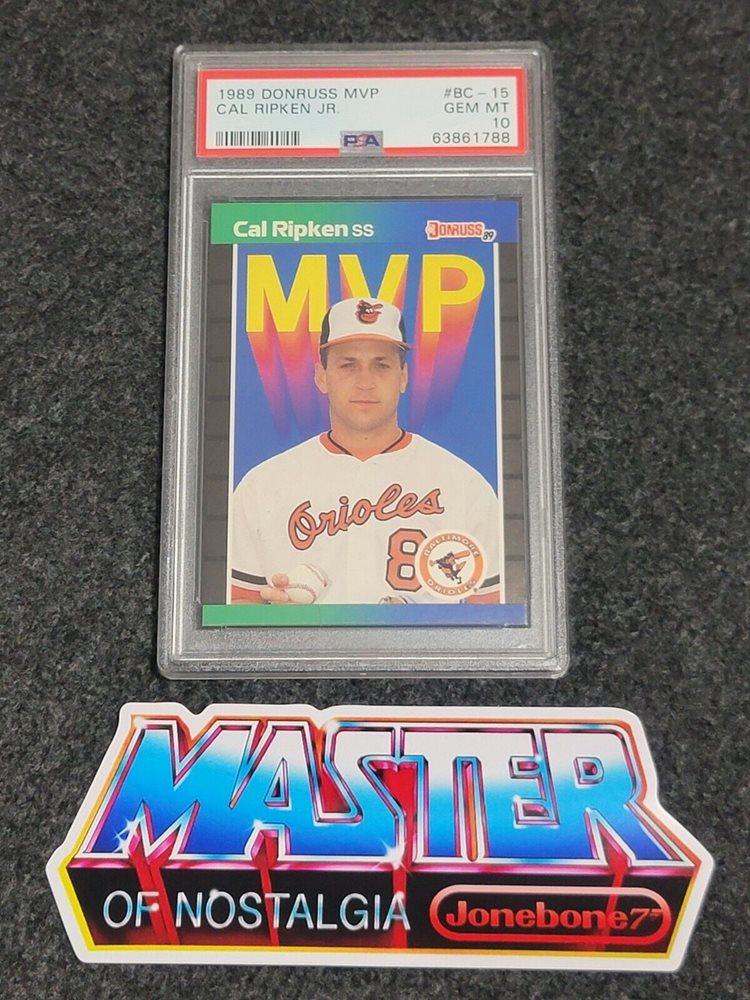 1989 DONRUSS MVP #BC-15
CAL RIPKEN JR. GEM MT
10
PSA 63861788
Cal Ripken SS DONRUSS 89
MVP
Orioles
8
BALTIMORE
ORIOLES
MASTER
OF NOSTALGIA Jonebone77